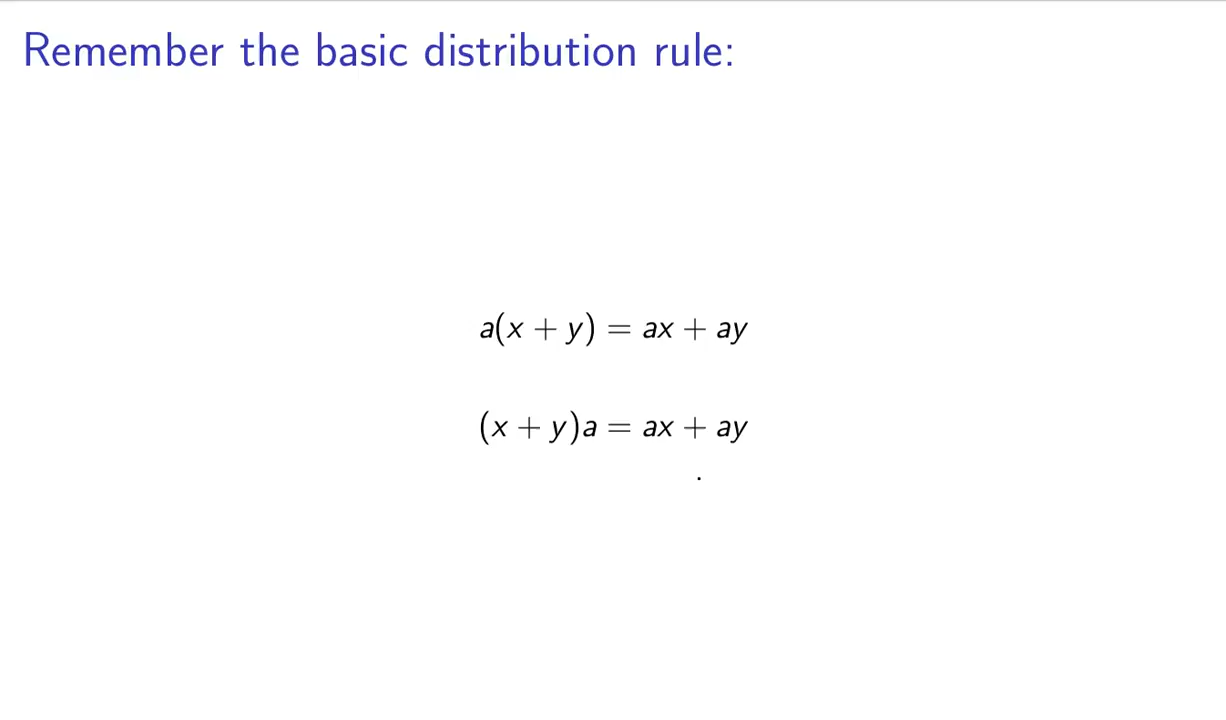 Remember the basic distribution rule:
a(x + y) = ax + ay
(x + y)a = ax + ay
.